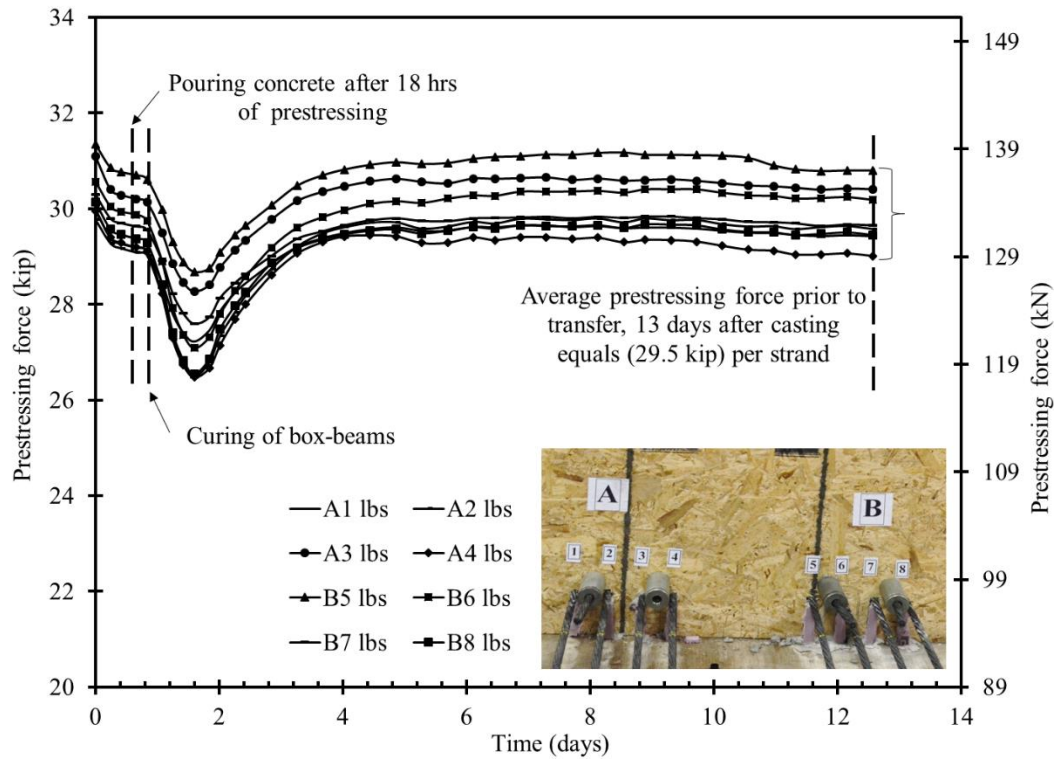 34
32
30
28
26
24
22
20
Prestressing force (kip)
149
139
129
119
109
99
89
Prestressing force (kN)
0
2
4
6
8
10
12
14
Time (days)
Pouring concrete after 18 hrs
of prestressing
Curing of box-beams
Average prestressing force prior to
transfer, 13 days after casting
equals (29.5 kip) per strand
A1 lbs
A2 lbs
A3 lbs
A4 lbs
B5 lbs
B6 lbs
B7 lbs
B8 lbs
A
B
1
2
3
4
5
6
7
8